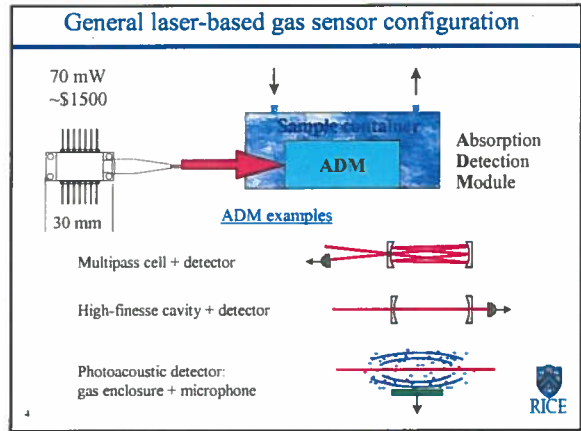 General laser-based gas sensor configuration
70 mW
~$1500
Sample container
ADM
Absorption
Detection
Module
30 mm
ADM examples
Multipass cell + detector
High-finesse cavity + detector
Photoacoustic detector:
gas enclosure + microphone
RICE
4